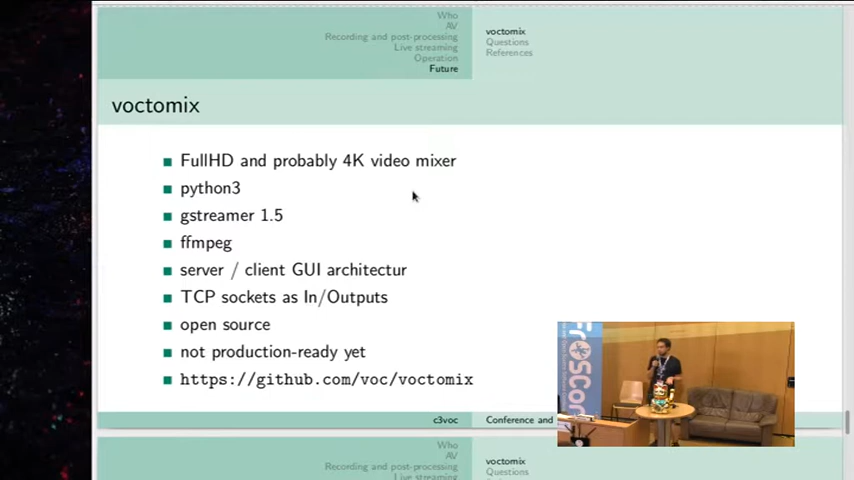 Who
AV
Recording and post-processing
Live streaming
Operation
Future
voctomix
Questions
References
voctomix
FullHD and probably 4K video mixer
python3
gstreamer 1.5
ffmpeg
server / client GUI architectur
TCP sockets as In/Outputs
open source
not production-ready yet
https://github.com/voc/voctomix
c3voc
Conference and
FrOSCon
Who
AV
Recording and post-processing
Live streaming
voctomix
Questions